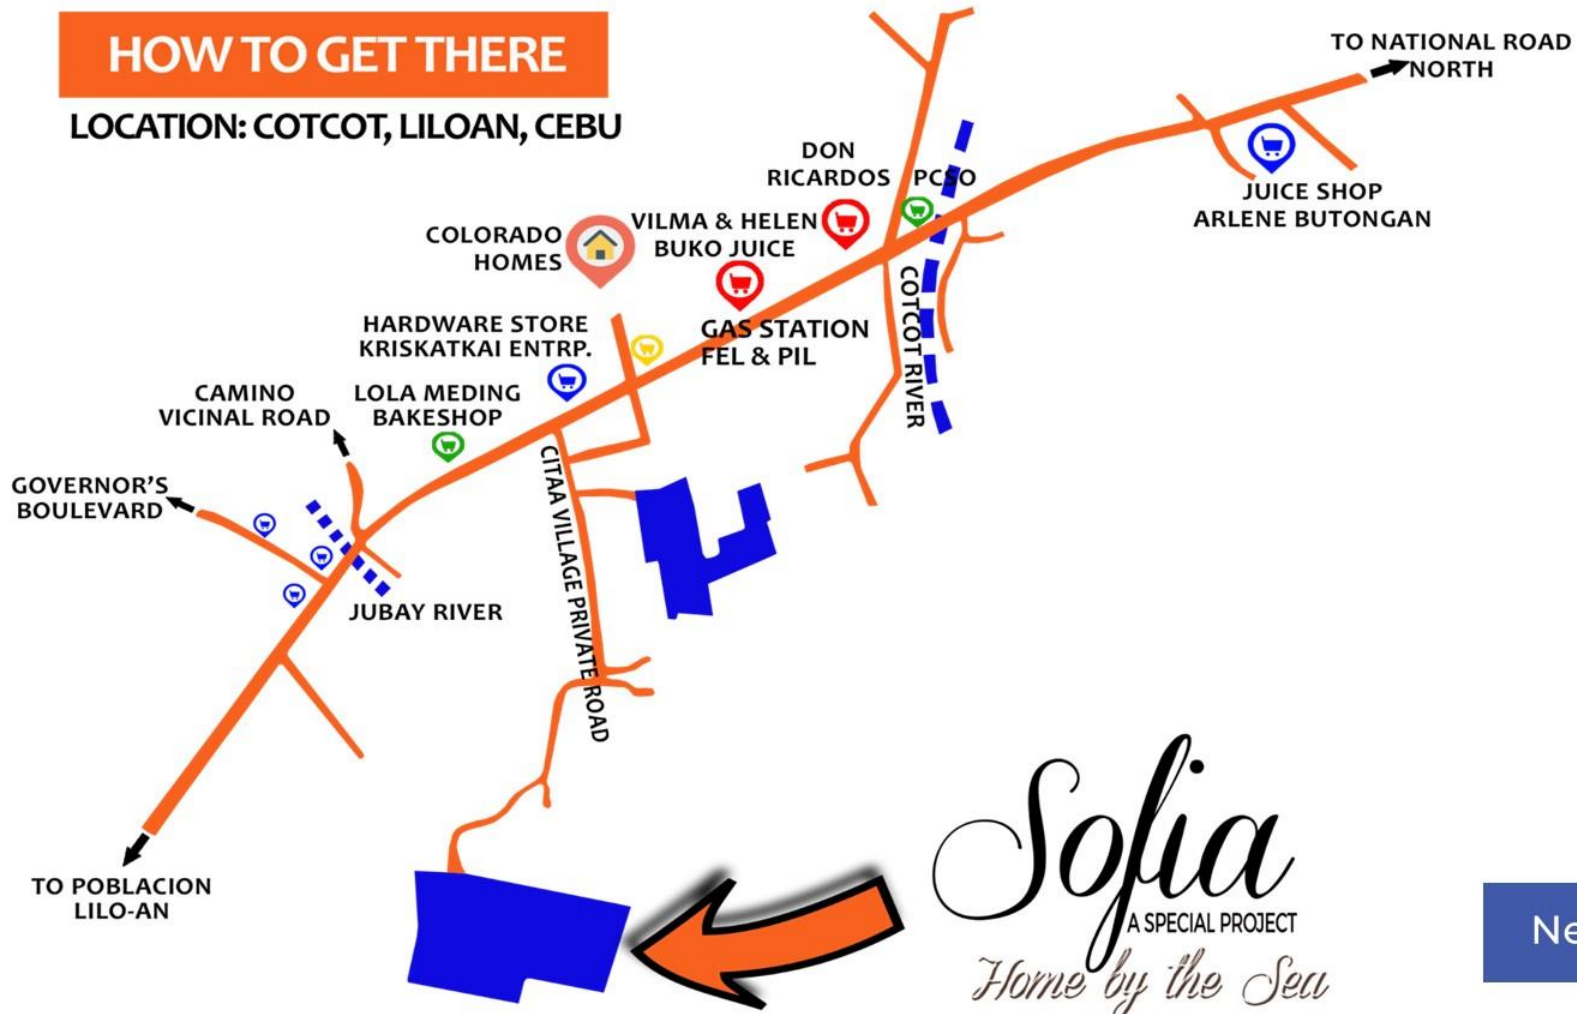 HOW TO GET THERE
LOCATION: COTCOT, LILOAN, CEBU
TO NATIONAL ROAD
NORTH
DON
RICARDOS
PCSO
JUICE SHOP
ARLENE BUTONGAN
COLORADO
HOMES
VILMA & HELEN
BUKO JUICE
GAS STATION
FEL & PIL
COTCOT RIVER
HARDWARE STORE
KRISKATKAI ENTRP.
CAMINO
VICINAL ROAD
LOLA MEDING
BAKESHOP
GOVERNOR'S
BOULEVARD
JUBAY RIVER
CITAA VILLAGE PRIVATE ROAD
TO POBLACION
LILO-AN
Sofia
A SPECIAL PROJECT
Home by the Sea